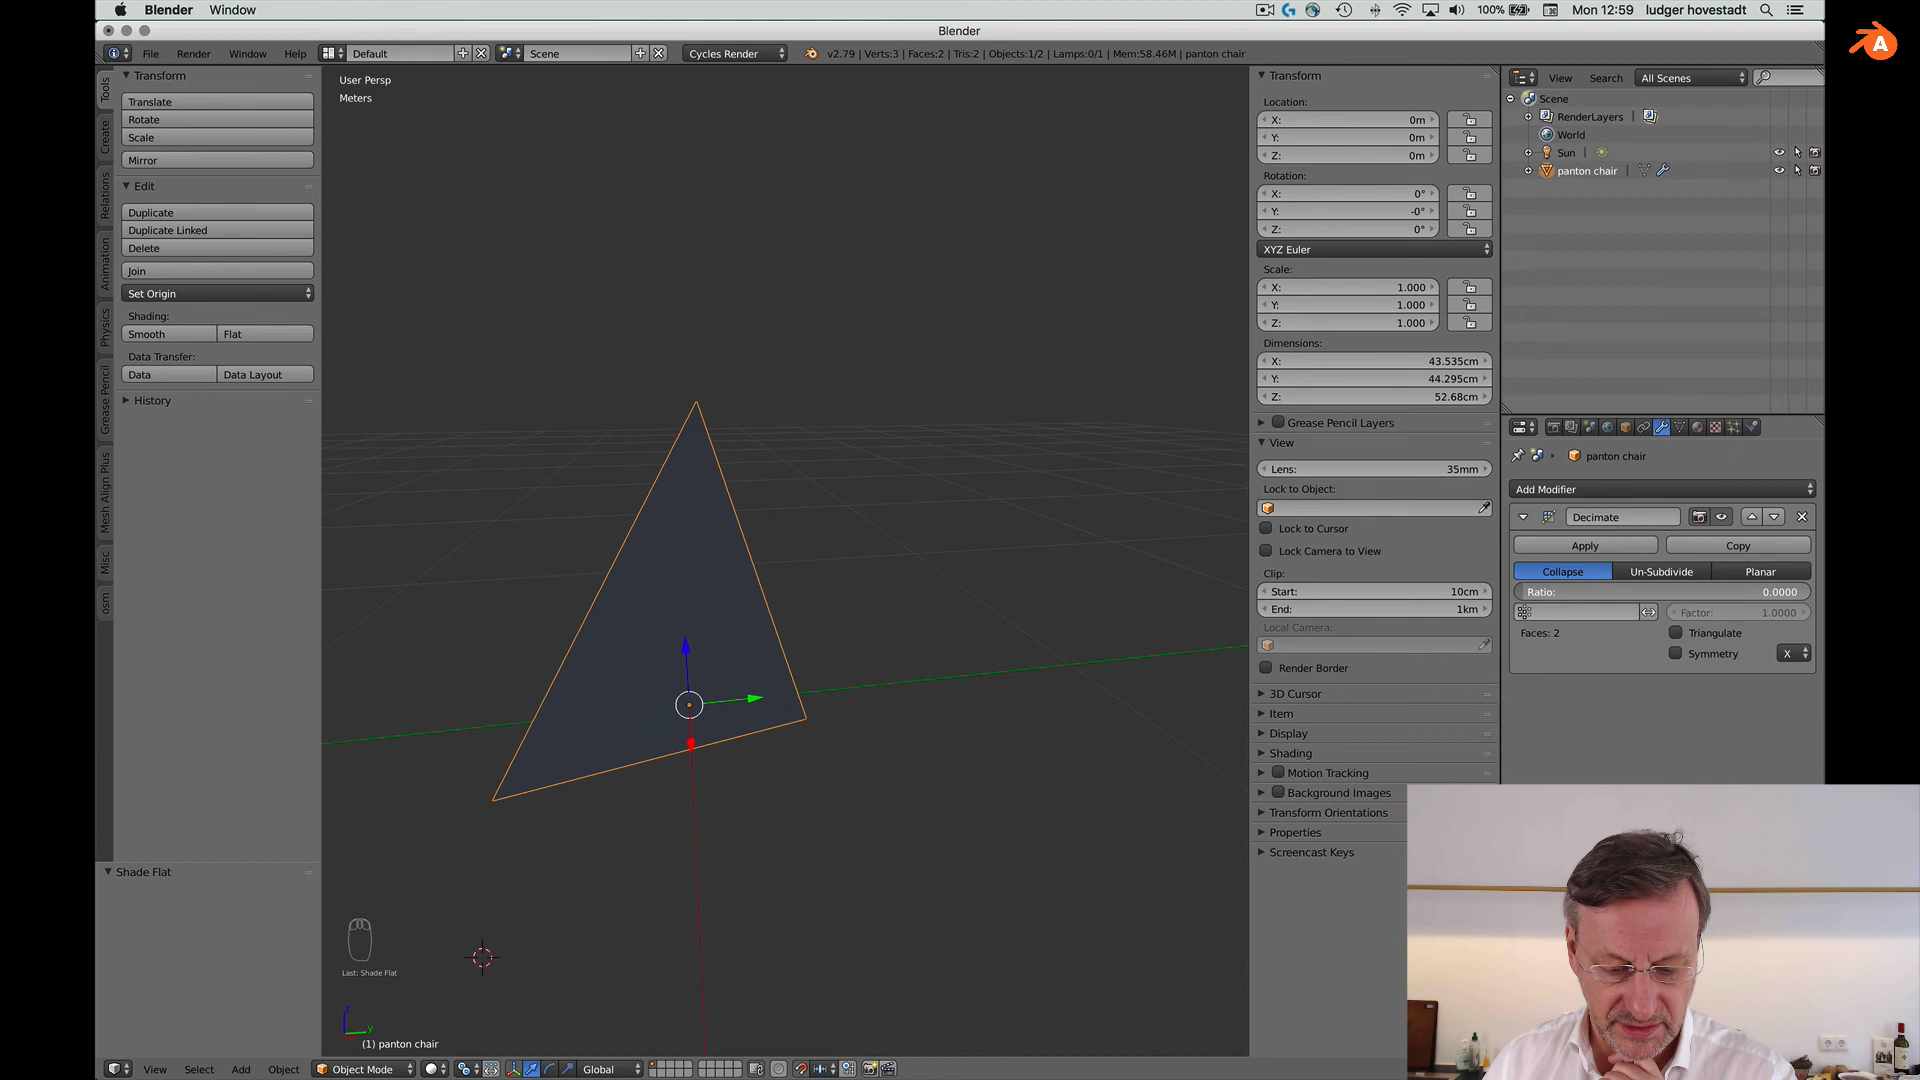 Blender Window
100% Mon 12:59 ludger hovestadt
Blender
File Render Window Help Default Scene Cycles Render v2.79 | Verts:3 | Faces:2 | Tris:2 | Objects:1/2 | Lamps:0/1 | Mem:58.46M | panton chair
A
Tools
Create
Relations
Animation
Physics
Grease Pencil
Mesh Align Plus
Misc
osm
Transform
Translate
Rotate
Scale
Mirror
Edit
Duplicate
Duplicate Linked
Delete
Join
Set Origin
Shading:
Smooth Flat
Data Transfer:
Data Data Layout
History
Shade Flat
User Persp
Meters
Last: Shade Flat
z
y
(1) panton chair
View Select Add Object Object Mode Global
Transform
Location:
X: 0m
Y: 0m
Z: 0m
Rotation:
X: 0°
Y: -0°
Z: 0°
XYZ Euler
Scale:
X: 1.000
Y: 1.000
Z: 1.000
Dimensions:
X: 43.535cm
Y: 44.295cm
Z: 52.68cm
Grease Pencil Layers
View
Lens: 35mm
Lock to Object:
Lock to Cursor
Lock Camera to View
Clip:
Start: 10cm
End: 1km
Local Camera:
Render Border
3D Cursor
Item
Display
Shading
Motion Tracking
Background Images
Transform Orientations
Properties
Screencast Keys
View Search All Scenes
Scene
RenderLayers
World
Sun
panton chair
panton chair
Add Modifier
Decimate
Apply Copy
Collapse Un-Subdivide Planar
Ratio: 0.0000
Factor: 1.0000
Faces: 2 Triangulate
Symmetry X